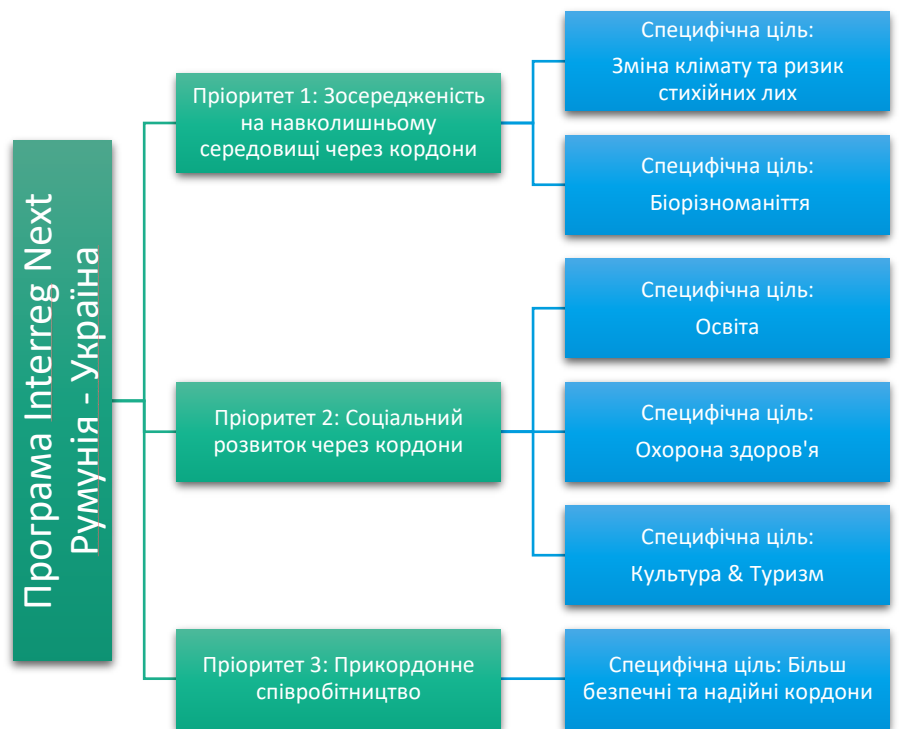 Програма Interreg Next
Румунія - Україна
Пріоритет 1: Зосередженість
на навколишньому
середовищі через кордони
Специфічна ціль:
Зміна клімату та ризик
стихійних лих
Специфічна ціль:
Біорізноманіття
Пріоритет 2: Соціальний
розвиток через кордони
Специфічна ціль:
Освіта
Специфічна ціль:
Охорона здоров'я
Специфічна ціль:
Культура & Туризм
Пріоритет 3: Прикордонне
співробітництво
Специфічна ціль: Більш
безпечні та надійні кордони